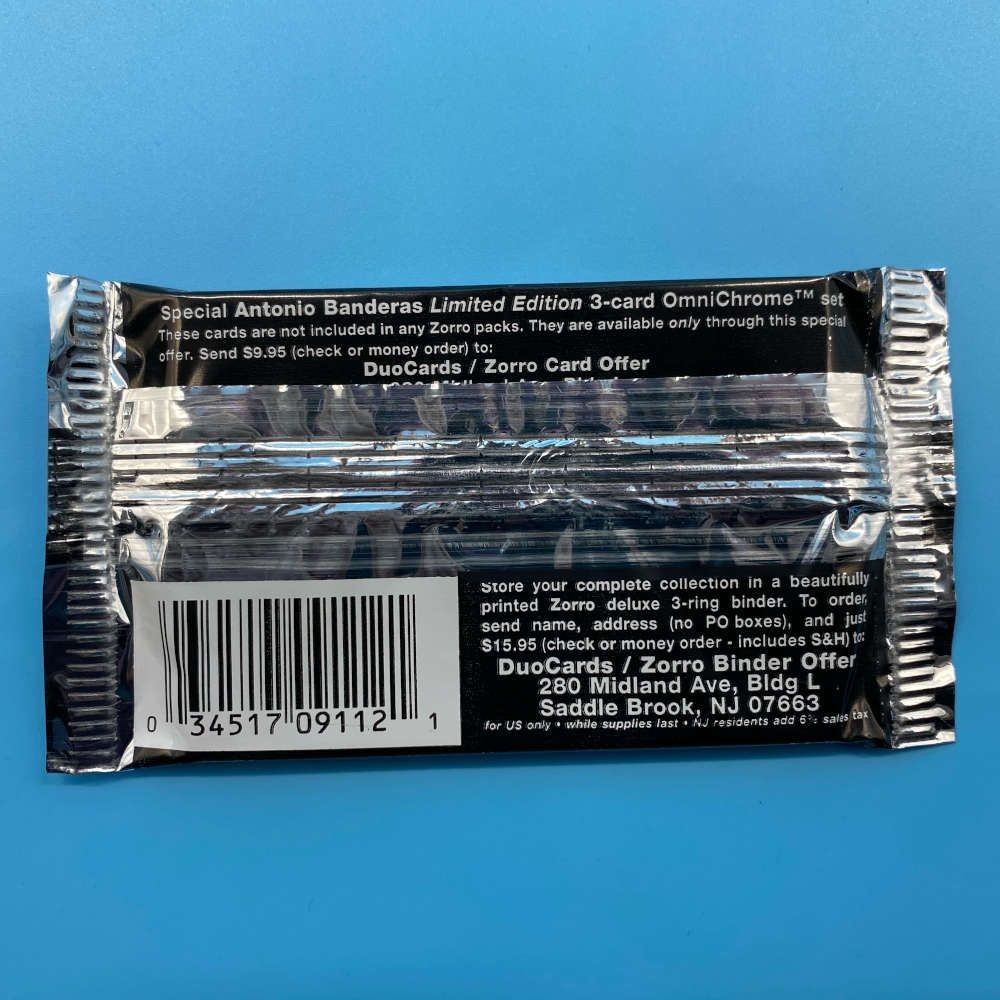 Special Antonio Banderas Limited Edition 3-card OmniChrome™ set
These cards are not included in any Zorro packs. They are available only through this special
offer. Send $9.95 (check or money order) to:
DuoCards / Zorro Card Offer
Store your complete collection in a beautifully
printed Zorro deluxe 3-ring binder. To order,
send name, address (no PO boxes), and just
$15.95 (check or money order - includes S&H) to:
DuoCards / Zorro Binder Offer
280 Midland Ave, Bldg L
Saddle Brook, NJ 07663
for US only • while supplies last • NJ residents add 6% sales tax
0 34517 09112 1